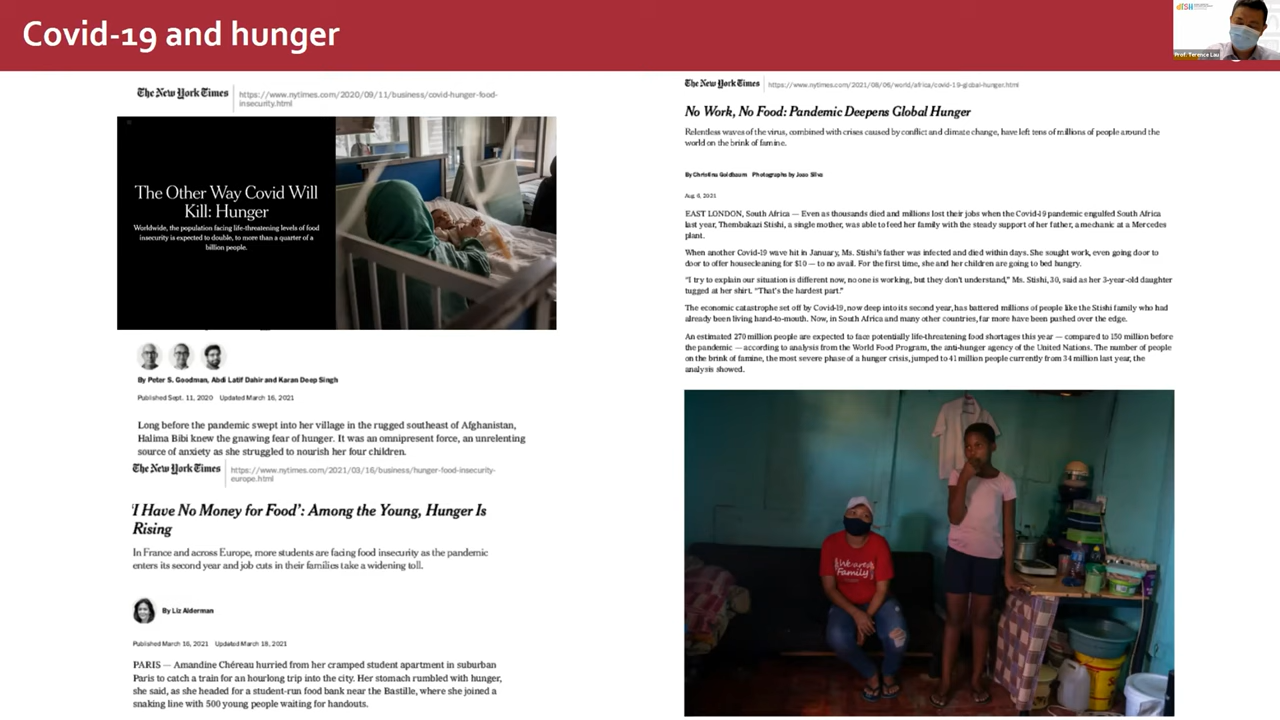 Covid-19 and hunger
Prof. Terence Lau
The New York Times
https://www.nytimes.com/2020/09/11/business/covid-hunger-food-
insecurity.html
The Other Way Covid Will
Kill: Hunger
Worldwide, the population facing life-threatening levels of food
insecurity is expected to double, to more than a quarter of a
billion people.
By Peter S. Goodman, Abdi Latif Dahir and Karan Deep Singh
Published Sept. 11, 2020 Updated March 16, 2021
Long before the pandemic swept into her village in the rugged southeast of Afghanistan,
Halima Bibi knew the gnawing fear of hunger. It was an omnipresent force, an unrelenting
source of anxiety as she struggled to nourish her four children.
The New York Times
https://www.nytimes.com/2021/03/16/business/hunger-food-insecurity-
europe.html
'I Have No Money for Food': Among the Young, Hunger Is
Rising
In France and across Europe, more students are facing food insecurity as the pandemic
enters its second year and job cuts in their families take a widening toll.
By Liz Alderman
Published March 16, 2021 Updated March 18, 2021
PARIS — Amandine Chéreau hurried from her cramped student apartment in suburban
Paris to catch a train for an hourlong trip into the city. Her stomach rumbled with hunger,
she said, as she headed for a student-run food bank near the Bastille, where she joined a
snaking line with 500 young people waiting for handouts.
The New York Times
https://www.nytimes.com/2021/08/06/world/africa/covid-19-global-hunger.html
No Work, No Food: Pandemic Deepens Global Hunger
Relentless waves of the virus, combined with crises caused by conflict and climate change, have left tens of millions of people around the
world on the brink of famine.
By Christina Goldbaum Photographs by Joao Silva
Aug. 6, 2021
EAST LONDON, South Africa — Even as thousands died and millions lost their jobs when the Covid-19 pandemic engulfed South Africa
last year, Thembakazi Stishi, a single mother, was able to feed her family with the steady support of her father, a mechanic at a Mercedes
plant.
When another Covid-19 wave hit in January, Ms. Stishi's father was infected and died within days. She sought work, even going door to
door to offer housecleaning for $10 — to no avail. For the first time, she and her children are going to bed hungry.
"I try to explain our situation is different now, no one is working, but they don't understand," Ms. Stishi, 30, said as her 3-year-old daughter
tugged at her shirt. "That's the hardest part."
The economic catastrophe set off by Covid-19, now deep into its second year, has battered millions of people like the Stishi family who had
already been living hand-to-mouth. Now, in South Africa and many other countries, far more have been pushed over the edge.
An estimated 270 million people are expected to face potentially life-threatening food shortages this year — compared to 150 million before
the pandemic — according to analysis from the World Food Program, the anti-hunger agency of the United Nations. The number of people
on the brink of famine, the most severe phase of a hunger crisis, jumped to 41 million people currently from 34 million last year, the
analysis showed.
We are
Family